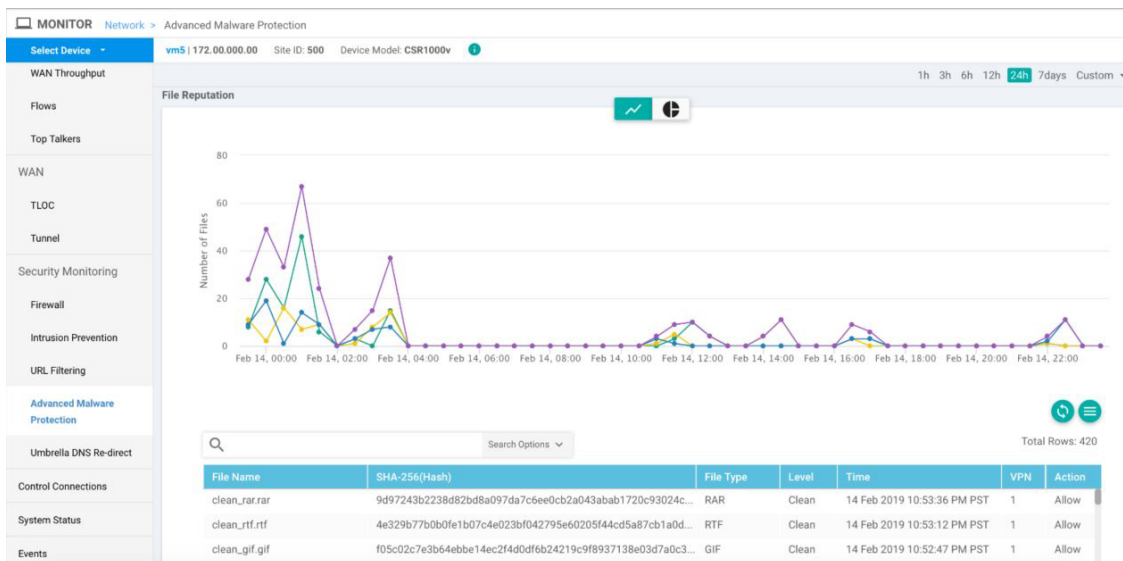 MONITOR Network > Advanced Malware Protection
Select Device
vm5 | 172.00.000.00 Site ID: 500 Device Model: CSR1000v
1h 3h 6h 12h 24h 7days Custom
WAN Throughput
Flows
Top Talkers
WAN
TLOC
Tunnel
Security Monitoring
Firewall
Intrusion Prevention
URL Filtering
Advanced Malware
Protection
Umbrella DNS Re-direct
Control Connections
System Status
Events
File Reputation
Number of Files
80
60
40
20
0
Feb 14, 00:00 Feb 14, 02:00 Feb 14, 04:00 Feb 14, 06:00 Feb 14, 08:00 Feb 14, 10:00 Feb 14, 12:00 Feb 14, 14:00 Feb 14, 16:00 Feb 14, 18:00 Feb 14, 20:00 Feb 14, 22:00
Search Options
Total Rows: 420
File Name SHA-256(Hash) File Type Level Time VPN Action
clean_rar.rar 9d97243b2238d82bd8a097da7c6ee0cb2a043abab1720c93024c... RAR Clean 14 Feb 2019 10:53:36 PM PST 1 Allow
clean_rtf.rtf 4e329b77b0b0fe1b07c4e023bf042795e60205f44cd5a87cb1a0d... RTF Clean 14 Feb 2019 10:53:12 PM PST 1 Allow
clean_gif.gif f05c02c7e3b64ebbe14ec2f4d0df6b24219c9f8937138e03d7a0c3... GIF Clean 14 Feb 2019 10:52:47 PM PST 1 Allow